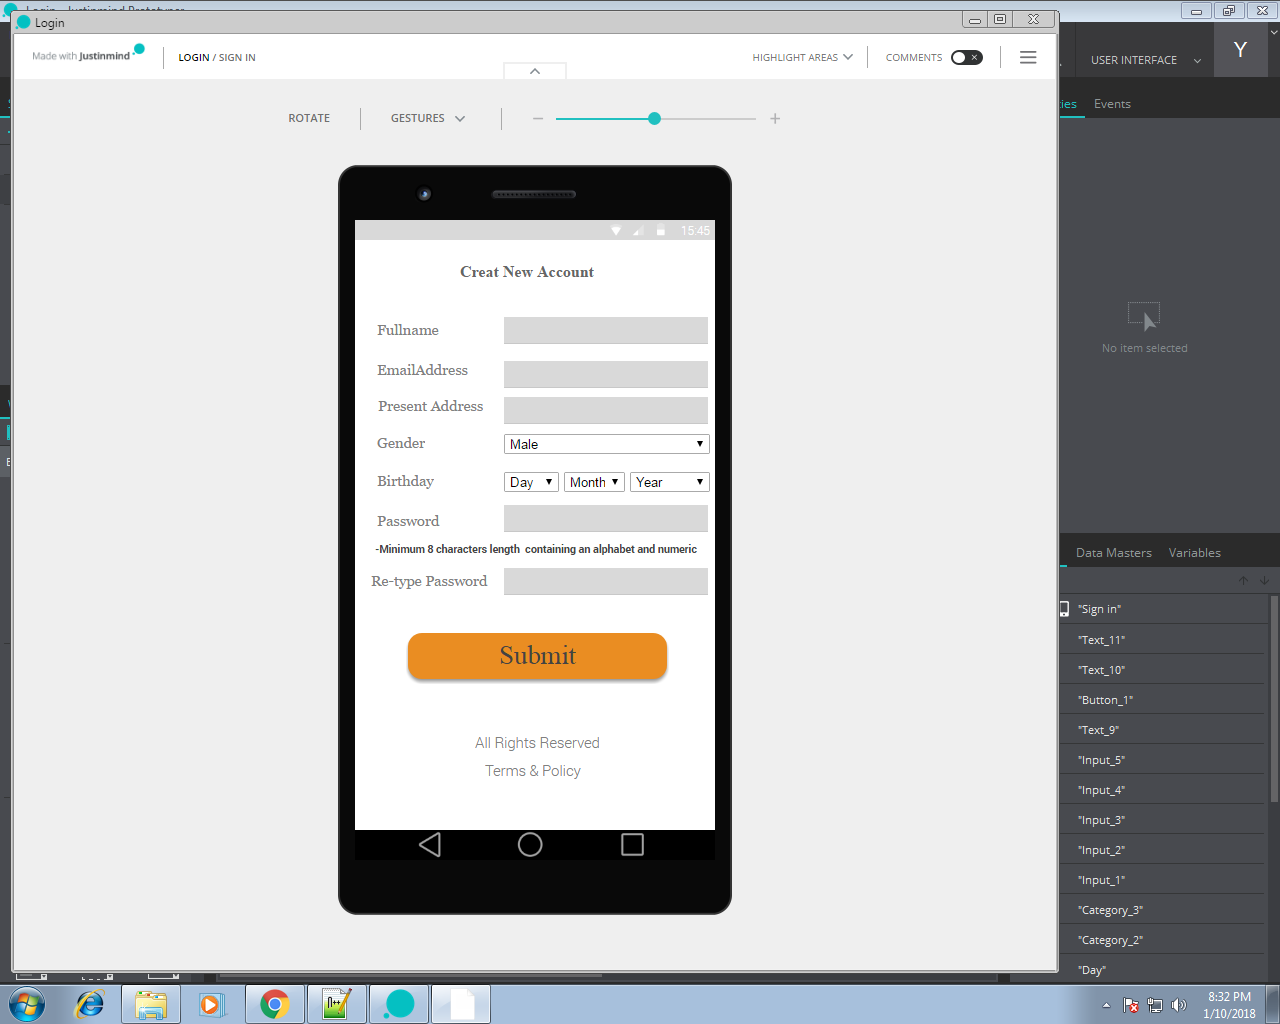 Login
Made with Justinmind
LOGIN / SIGN IN
HIGHLIGHT AREAS
COMMENTS
USER INTERFACE
Y
Events
ROTATE
GESTURES
15:45
Creat New Account
Fullname
EmailAddress
Present Address
Gender
Male
Birthday
Day
Month
Year
Password
-Minimum 8 characters length containing an alphabet and numeric
Re-type Password
Submit
All Rights Reserved
Terms & Policy
No item selected
Data Masters
Variables
"Sign in"
"Text_11"
"Text_10"
"Button_1"
"Text_9"
"Input_5"
"Input_4"
"Input_3"
"Input_2"
"Input_1"
"Category_3"
"Category_2"
"Day"
8:32 PM
1/10/2018